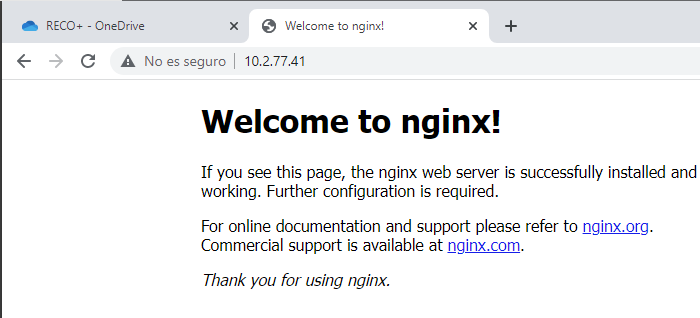 RECO+ - OneDrive
Welcome to nginx!
No es seguro
10.2.77.41
Welcome to nginx!
If you see this page, the nginx web server is successfully installed and
working. Further configuration is required.
For online documentation and support please refer to nginx.org.
Commercial support is available at nginx.com.
Thank you for using nginx.